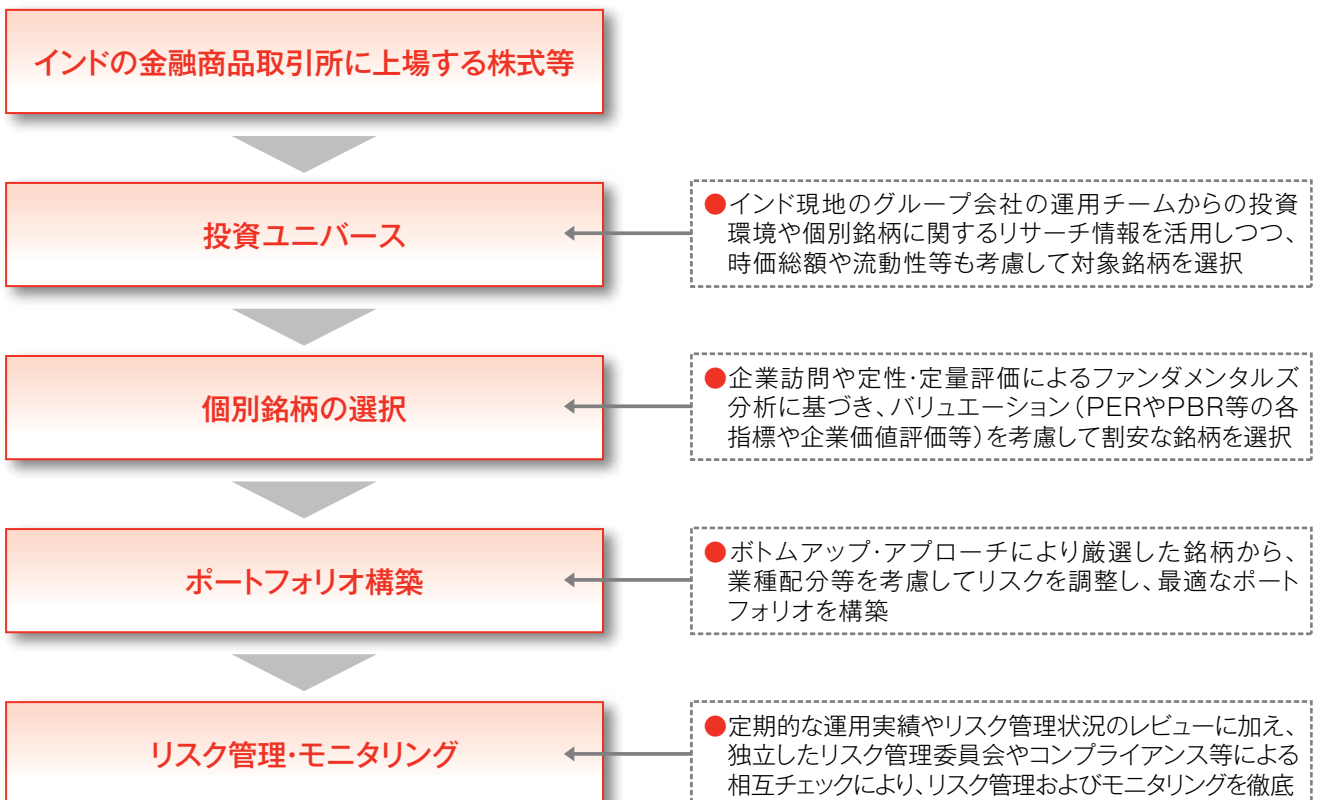 インドの金融商品取引所に上場する株式等
投資ユニバース
●インド現地のグループ会社の運用チームからの投資
環境や個別銘柄に関するリサーチ情報を活用しつつ、
時価総額や流動性等も考慮して対象銘柄を選択
個別銘柄の選択
●企業訪問や定性・定量評価によるファンダメンタルズ
分析に基づき、バリュエーション(PERやPBR等の各
指標や企業価値評価等)を考慮して割安な銘柄を選択
ポートフォリオ構築
●ボトムアップ・アプローチにより厳選した銘柄から、
業種配分等を考慮してリスクを調整し、最適なポート
フォリオを構築
リスク管理・モニタリング
●定期的な運用実績やリスク管理状況のレビューに加え、
独立したリスク管理委員会やコンプライアンス等による
相互チェックにより、リスク管理およびモニタリングを徹底